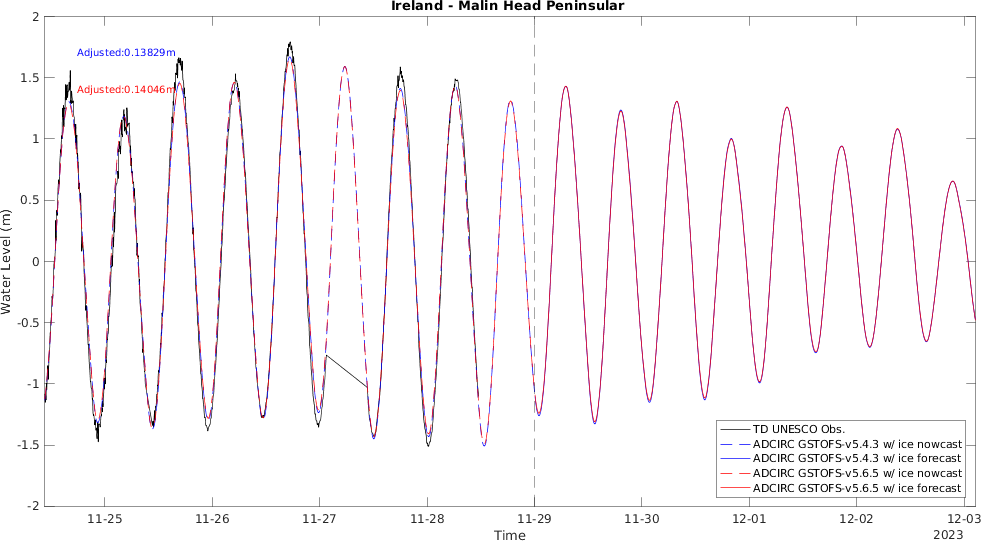 Ireland - Malin Head Peninsular
Adjusted:0.13829m
Adjusted:0.14046m
Water Level (m)
2
1.5
1
0.5
0
-0.5
-1
-1.5
-2
TD UNESCO Obs.
ADCIRC GSTOFS-v5.4.3 w/ ice nowcast
ADCIRC GSTOFS-v5.4.3 w/ ice forecast
ADCIRC GSTOFS-v5.6.5 w/ ice nowcast
ADCIRC GSTOFS-v5.6.5 w/ ice forecast
11-25 11-26 11-27 11-28 11-29 11-30 12-01 12-02 12-03
Time
2023